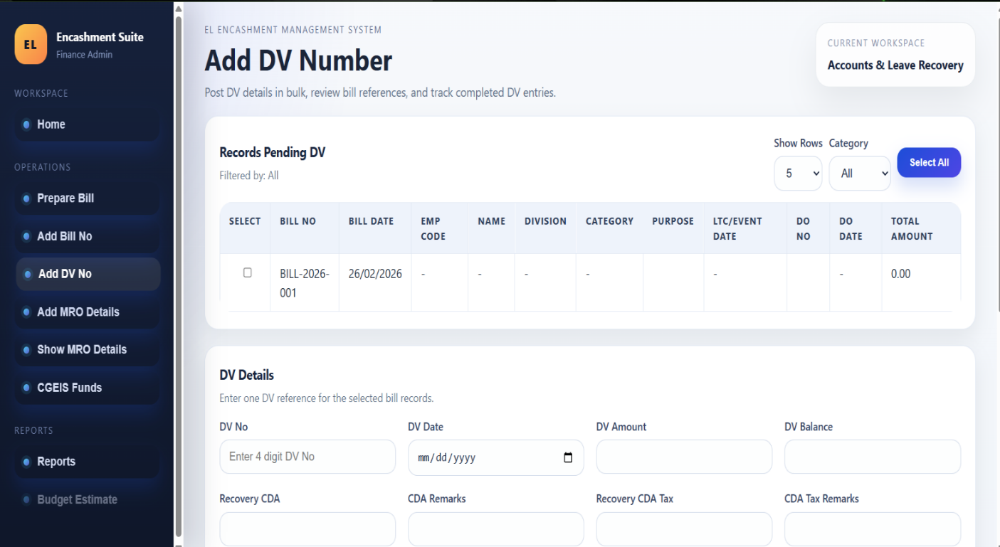 EL
Encashment Suite
Finance Admin
WORKSPACE
Home
OPERATIONS
Prepare Bill
Add Bill No
Add DV No
Add MRO Details
Show MRO Details
CGEIS Funds
REPORTS
Reports
Budget Estimate
EL ENCASHMENT MANAGEMENT SYSTEM
Add DV Number
Post DV details in bulk, review bill references, and track completed DV entries.
CURRENT WORKSPACE
Accounts & Leave Recovery
Records Pending DV
Filtered by: All
Show Rows Category
5 All
Select All
SELECT BILL NO BILL DATE EMP CODE NAME DIVISION CATEGORY PURPOSE LTC/EVENT DATE DO NO DO DATE TOTAL AMOUNT
BILL-2026-001 26/02/2026 - - - - - - 0.00
DV Details
Enter one DV reference for the selected bill records.
DV No DV Date DV Amount DV Balance
Enter 4 digit DV No mm/dd/yyyy
Recovery CDA CDA Remarks Recovery CDA Tax CDA Tax Remarks